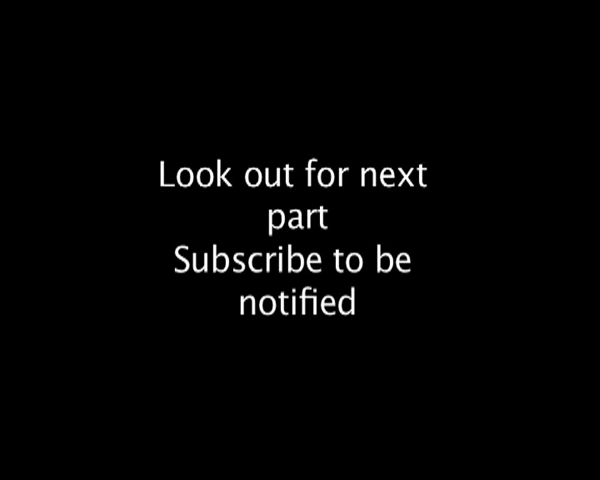 Look out for next
part
Subscribe to be
notified